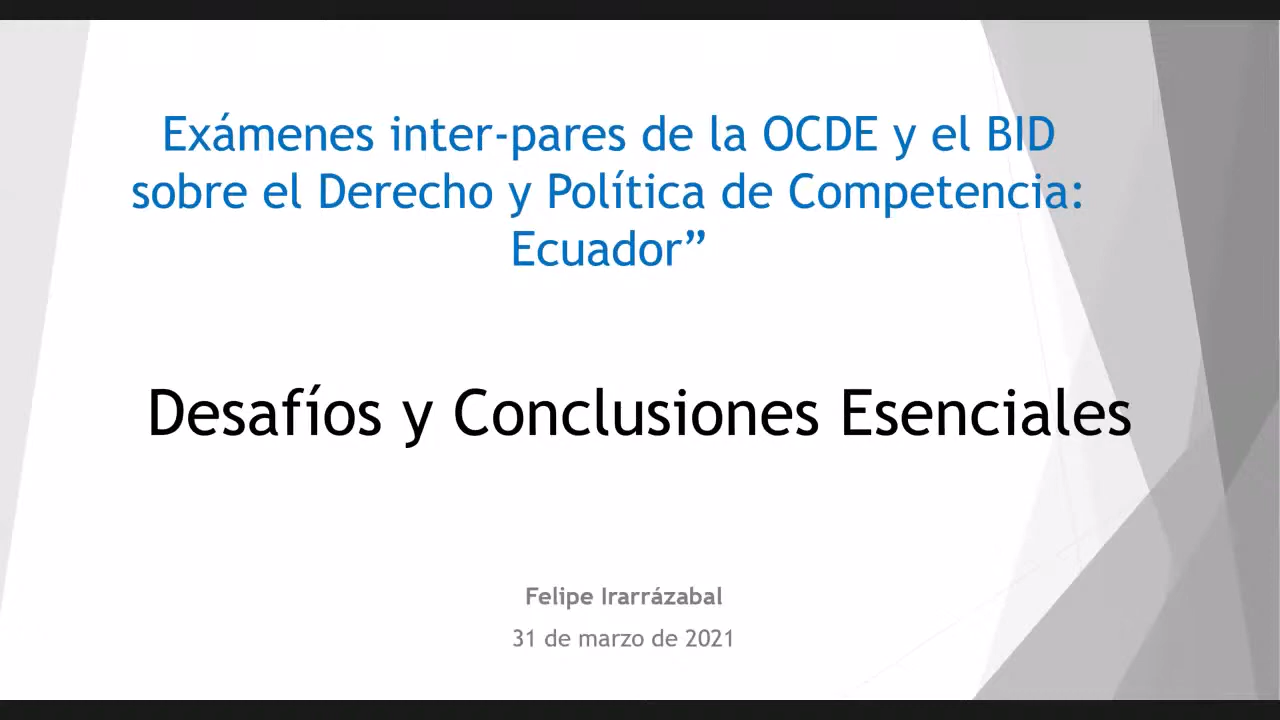 Exámenes inter-pares de la OCDE y el BID
sobre el Derecho y Política de Competencia:
Ecuador”
Desafíos y Conclusiones Esenciales
Felipe Irarrázabal
31 de marzo de 2021